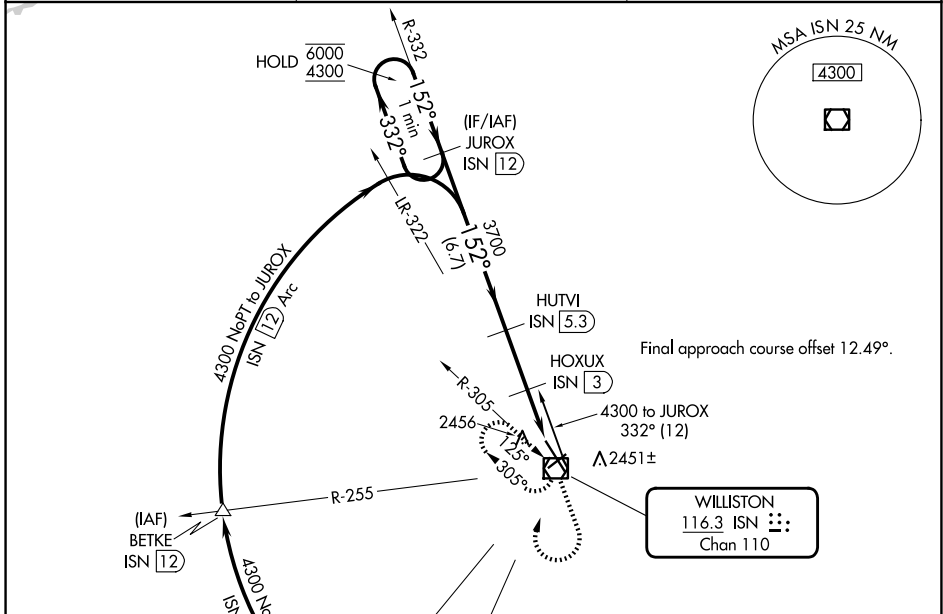 MSA ISN 25 NM
4300
R-332
HOLD 6000
4300
152°
1 min
332°
(IF/IAF)
JUROX
ISN 12
LR-322
3700
152°
(6.7)
4300 NoPT to JUROX
ISN 12 Arc
HUTVI
ISN 5.3
Final approach course offset 12.49°.
HOXUX
ISN 3
R-305
4300 to JUROX
332° (12)
2456
125°
305°
2451±
R-255
(IAF)
BETKE
ISN 12
WILLISTON
116.3 ISN
Chan 110
4300 No
ISN